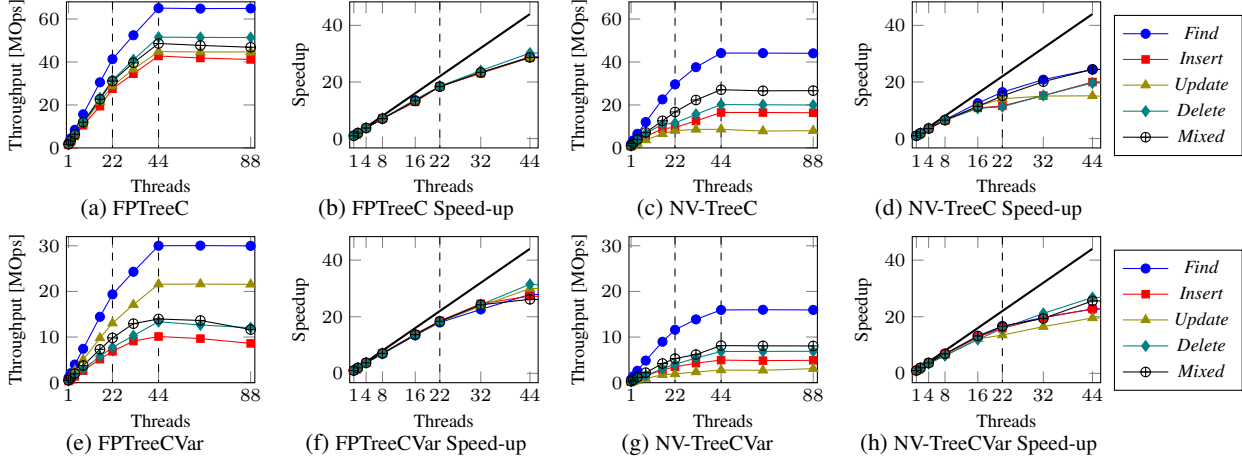 Throughput [MOps]
60
40
20
0
1
22
44
88
Threads
(a) FPTreeC
Speedup
40
20
0
1 4 8
16
22
32
44
Threads
(b) FPTreeC Speed-up
Throughput [MOps]
60
40
20
0
1
22
44
88
Threads
(c) NV-TreeC
Speedup
40
20
0
1 4 8
16
22
32
44
Threads
(d) NV-TreeC Speed-up
Find
Insert
Update
Delete
Mixed
Throughput [MOps]
30
20
10
0
1
22
44
88
Threads
(e) FPTreeCVar
Speedup
40
20
0
1 4 8
16
22
32
44
Threads
(f) FPTreeCVar Speed-up
Throughput [MOps]
30
20
10
0
1
22
44
88
Threads
(g) NV-TreeCVar
Speedup
40
20
0
1 4 8
16
22
32
44
Threads
(h) NV-TreeCVar Speed-up
Find
Insert
Update
Delete
Mixed